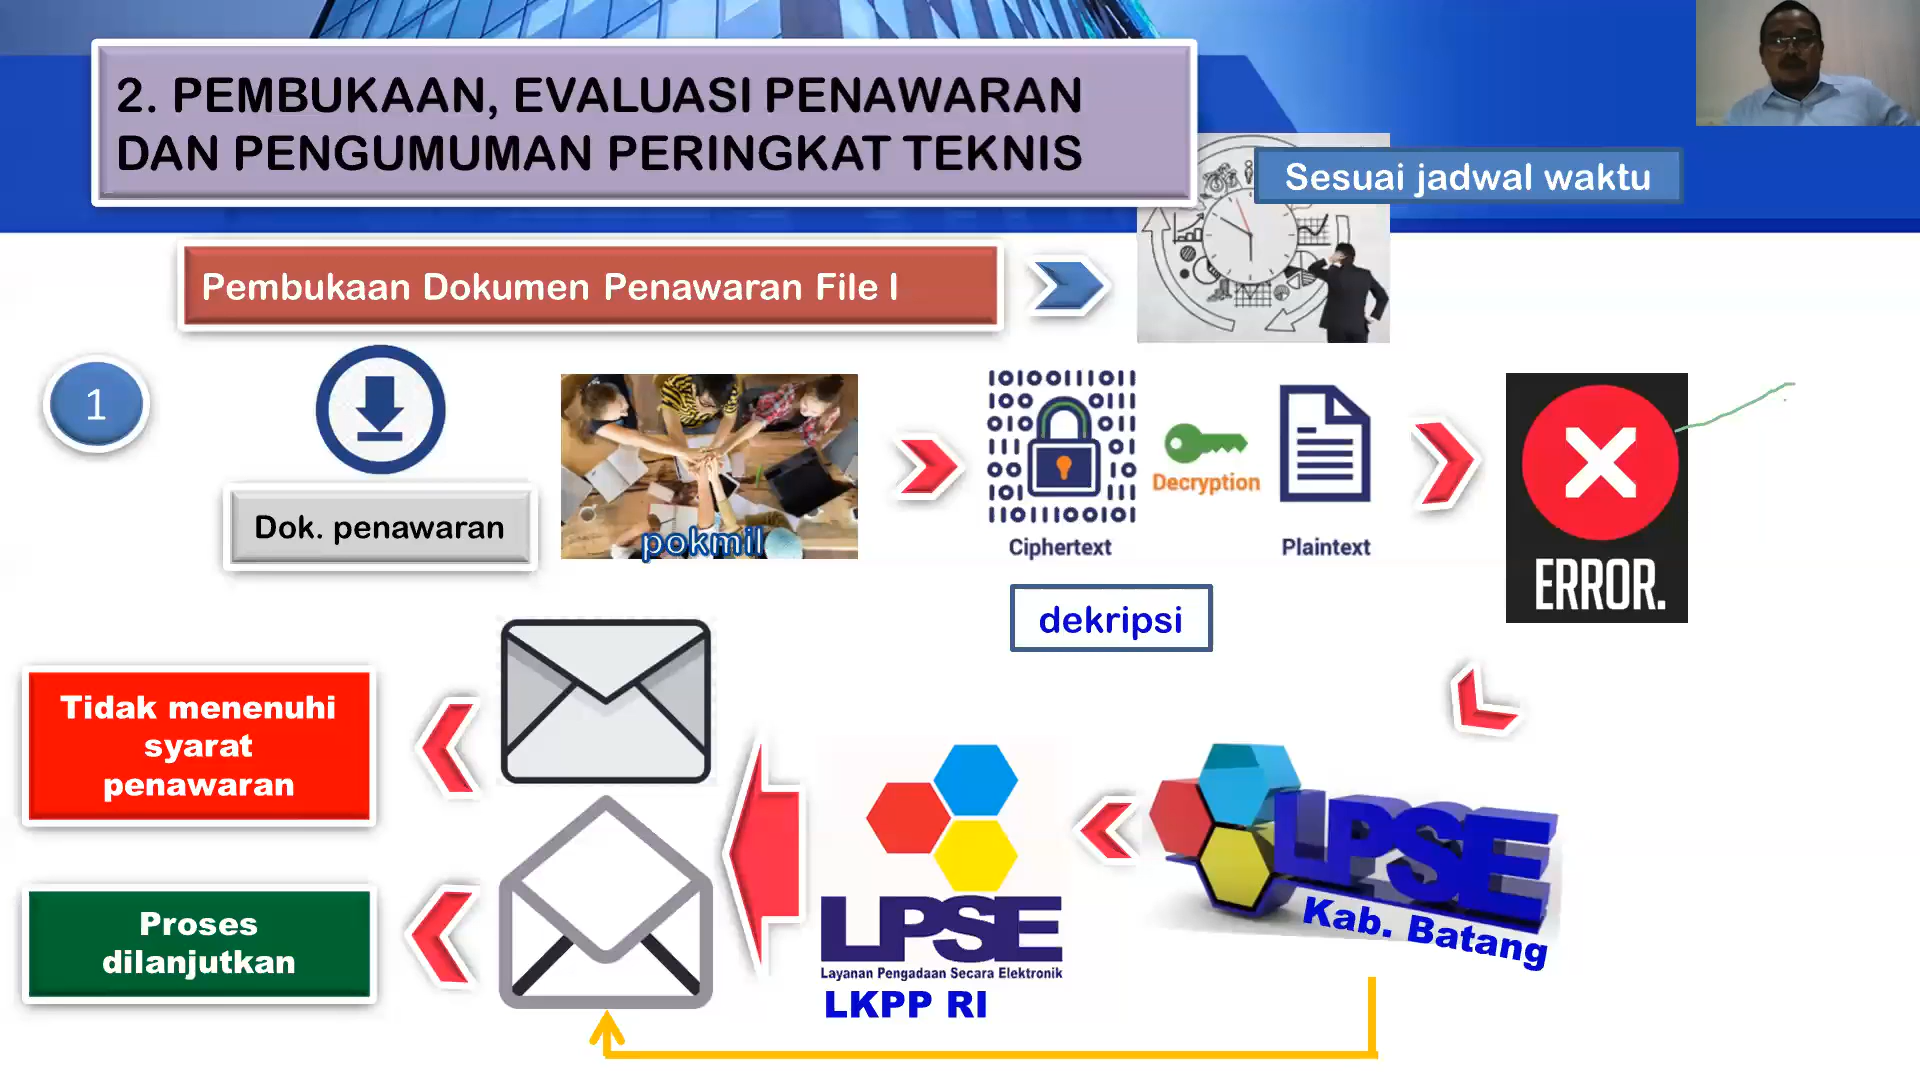 2. PEMBUKAAN, EVALUASI PENAWARAN
DAN PENGUMUMAN PERINGKAT TEKNIS
Sesuai jadwal waktu
Pembukaan Dokumen Penawaran File I
1
Dok. penawaran
pokmil
Ciphertext
Decryption
Plaintext
dekripsi
ERROR.
Tidak menenuhi
syarat
penawaran
Proses
dilanjutkan
LPSE
Layanan Pengadaan Secara Elektronik
LKPP RI
LPSE
Kab. Batang